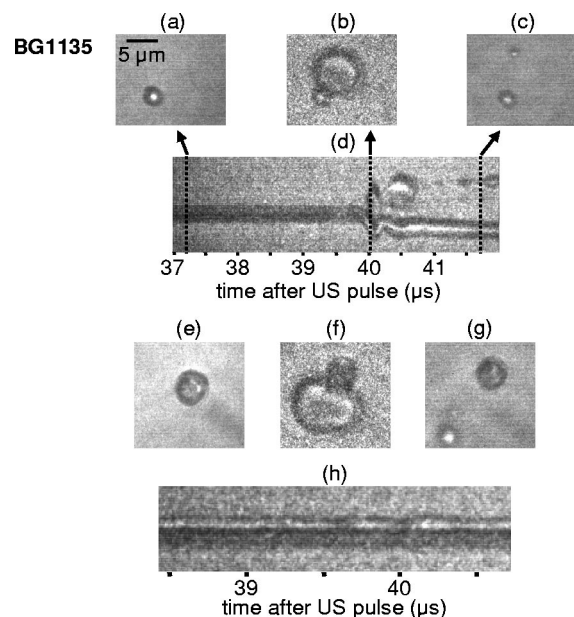 (a) (b) (c)
BG1135
5 µm
(d)
37 38 39 40 41
time after US pulse (µs)
(e) (f) (g)
(h)
39 40
time after US pulse (µs)